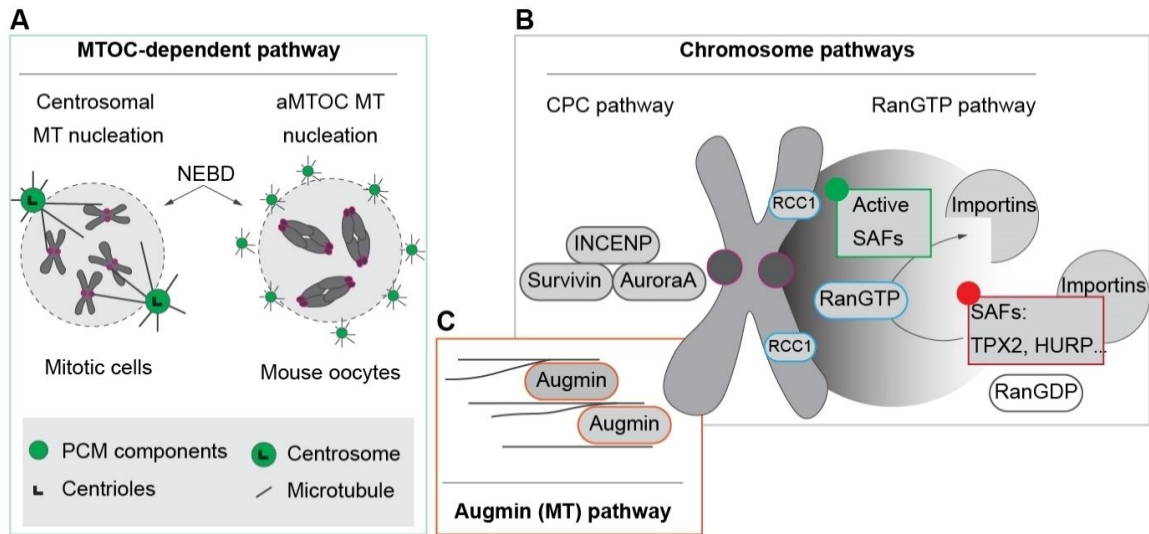 A
MTOC-dependent pathway
Centrosomal
MT nucleation
aMTOC MT
nucleation
NEBD
Mitotic cells
Mouse oocytes
PCM components
Centrosome
Centrioles
Microtubule
B
Chromosome pathways
CPC pathway
RanGTP pathway
INCENP
Survivin
AuroraA
RCC1
RCC1
Active
SAFs
Importins
RanGTP
Importins
SAFs:
TPX2, HURP...
RanGDP
C
Augmin
Augmin
Augmin (MT) pathway